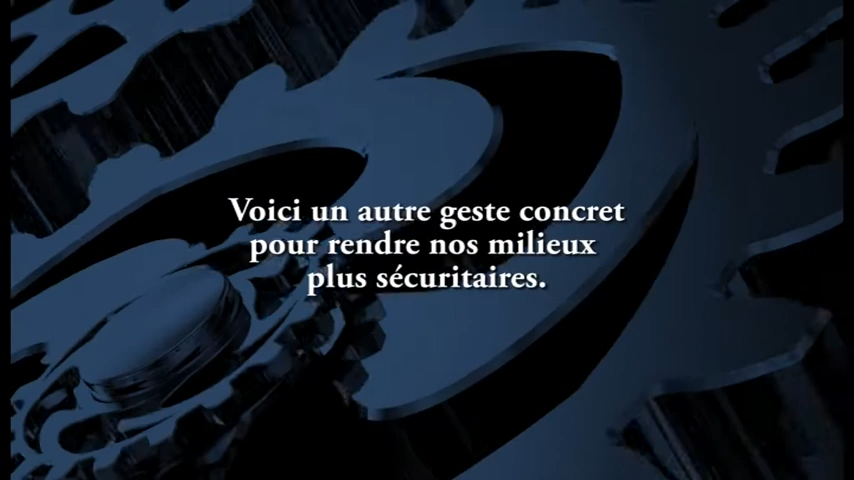 Voici un autre geste concret
pour rendre nos milieux
plus sécuritaires.